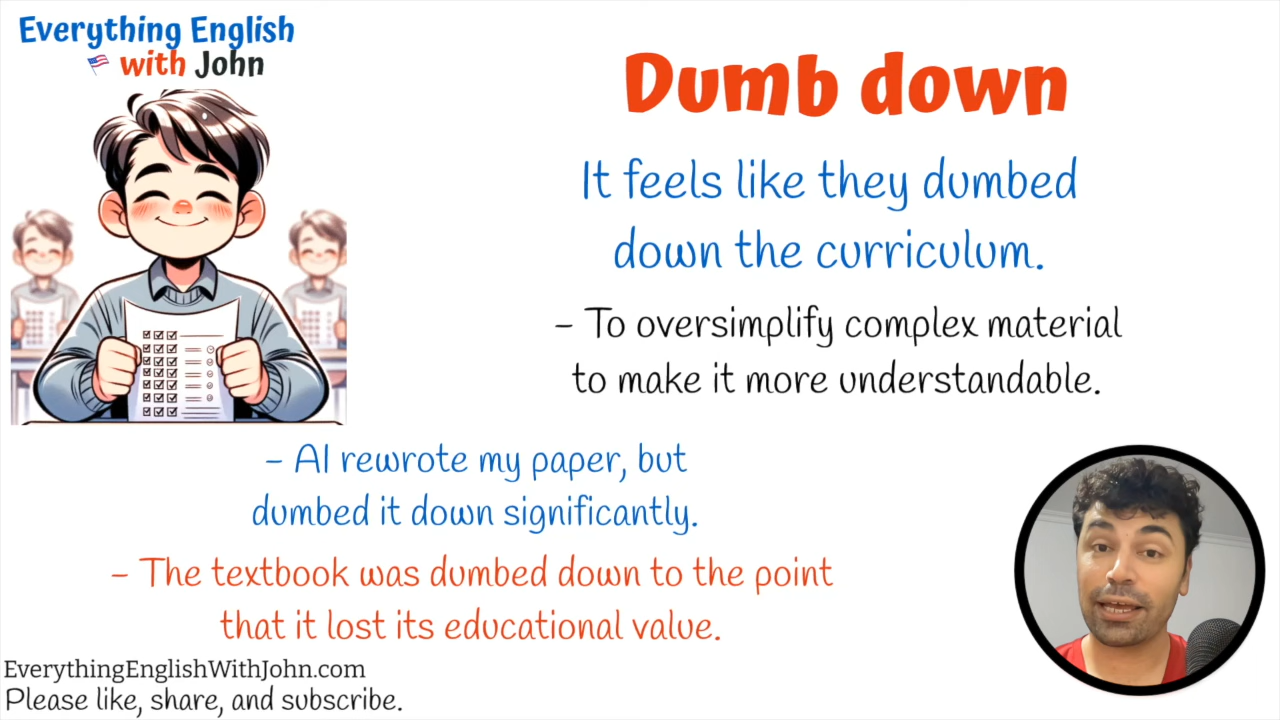 Everything English
with John
Dumb down
It feels like they dumbed
down the curriculum.
- To oversimplify complex material
to make it more understandable.
- AI rewrote my paper, but
dumbed it down significantly.
- The textbook was dumbed down to the point
that it lost its educational value.
EverythingEnglishWithJohn.com
Please like, share, and subscribe.